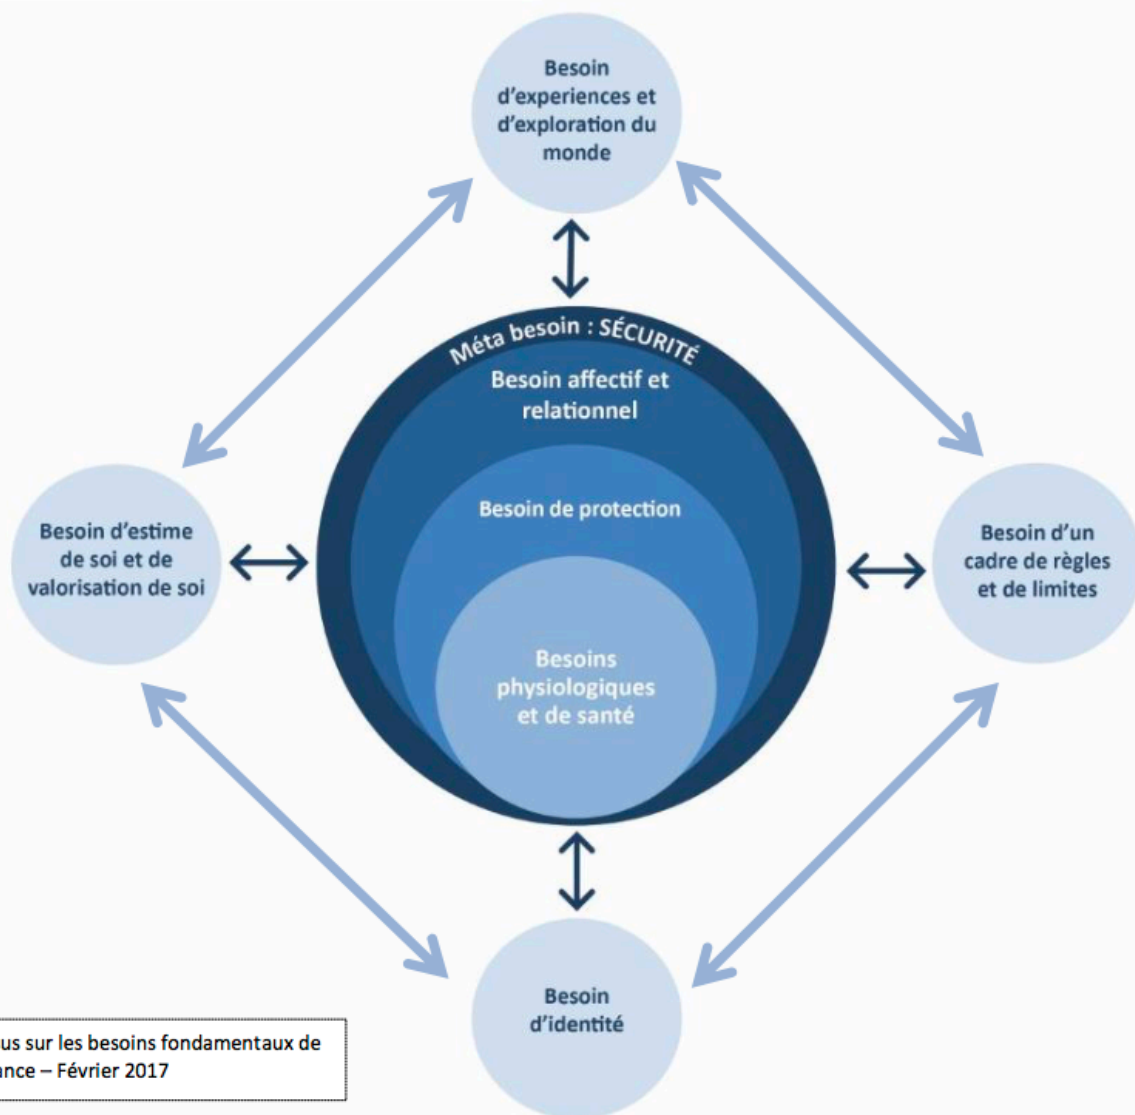 Besoin
d'experiences et
d'exploration du
monde
Méta besoin : SÉCURITÉ
Besoin affectif et
relationnel
Besoin de protection
Besoins
physiologiques
et de santé
Besoin d'estime
de soi et de
valorisation de soi
Besoin d'un
cadre de règles
et de limites
Besoin
d'identité
sur les besoins fondamentaux de
– Février 2017